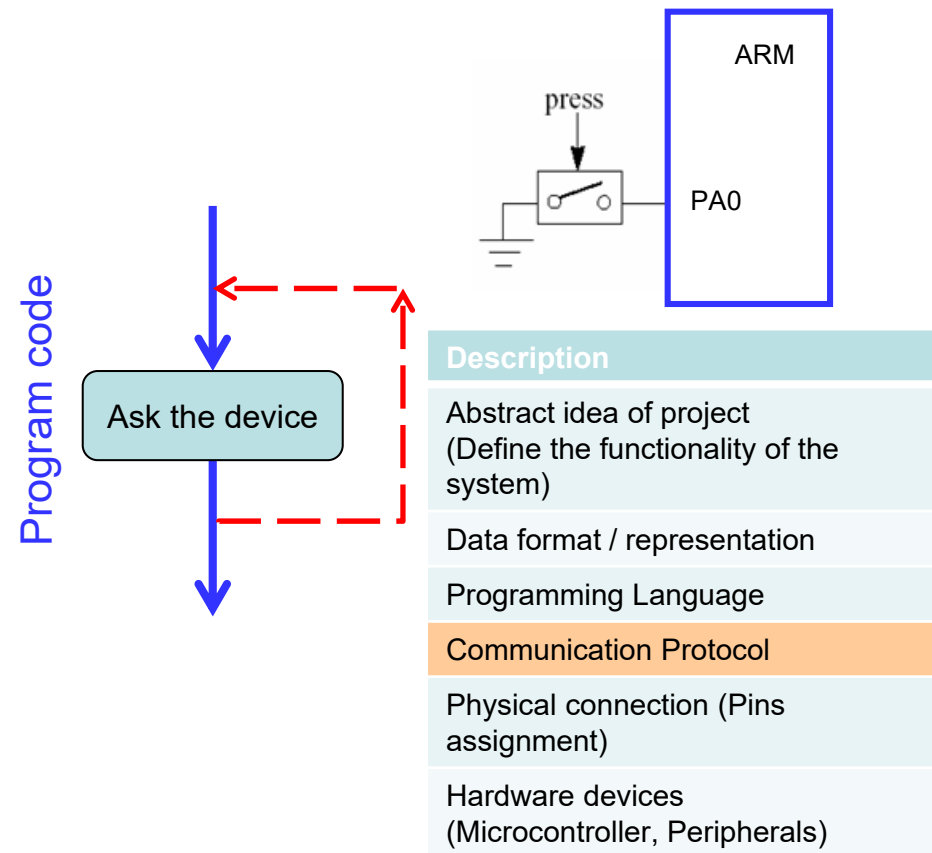 ARM
press
PA0
Program code
Ask the device
Description
Abstract idea of project
(Define the functionality of the
system)
Data format / representation
Programming Language
Communication Protocol
Physical connection (Pins
assignment)
Hardware devices
(Microcontroller, Peripherals)